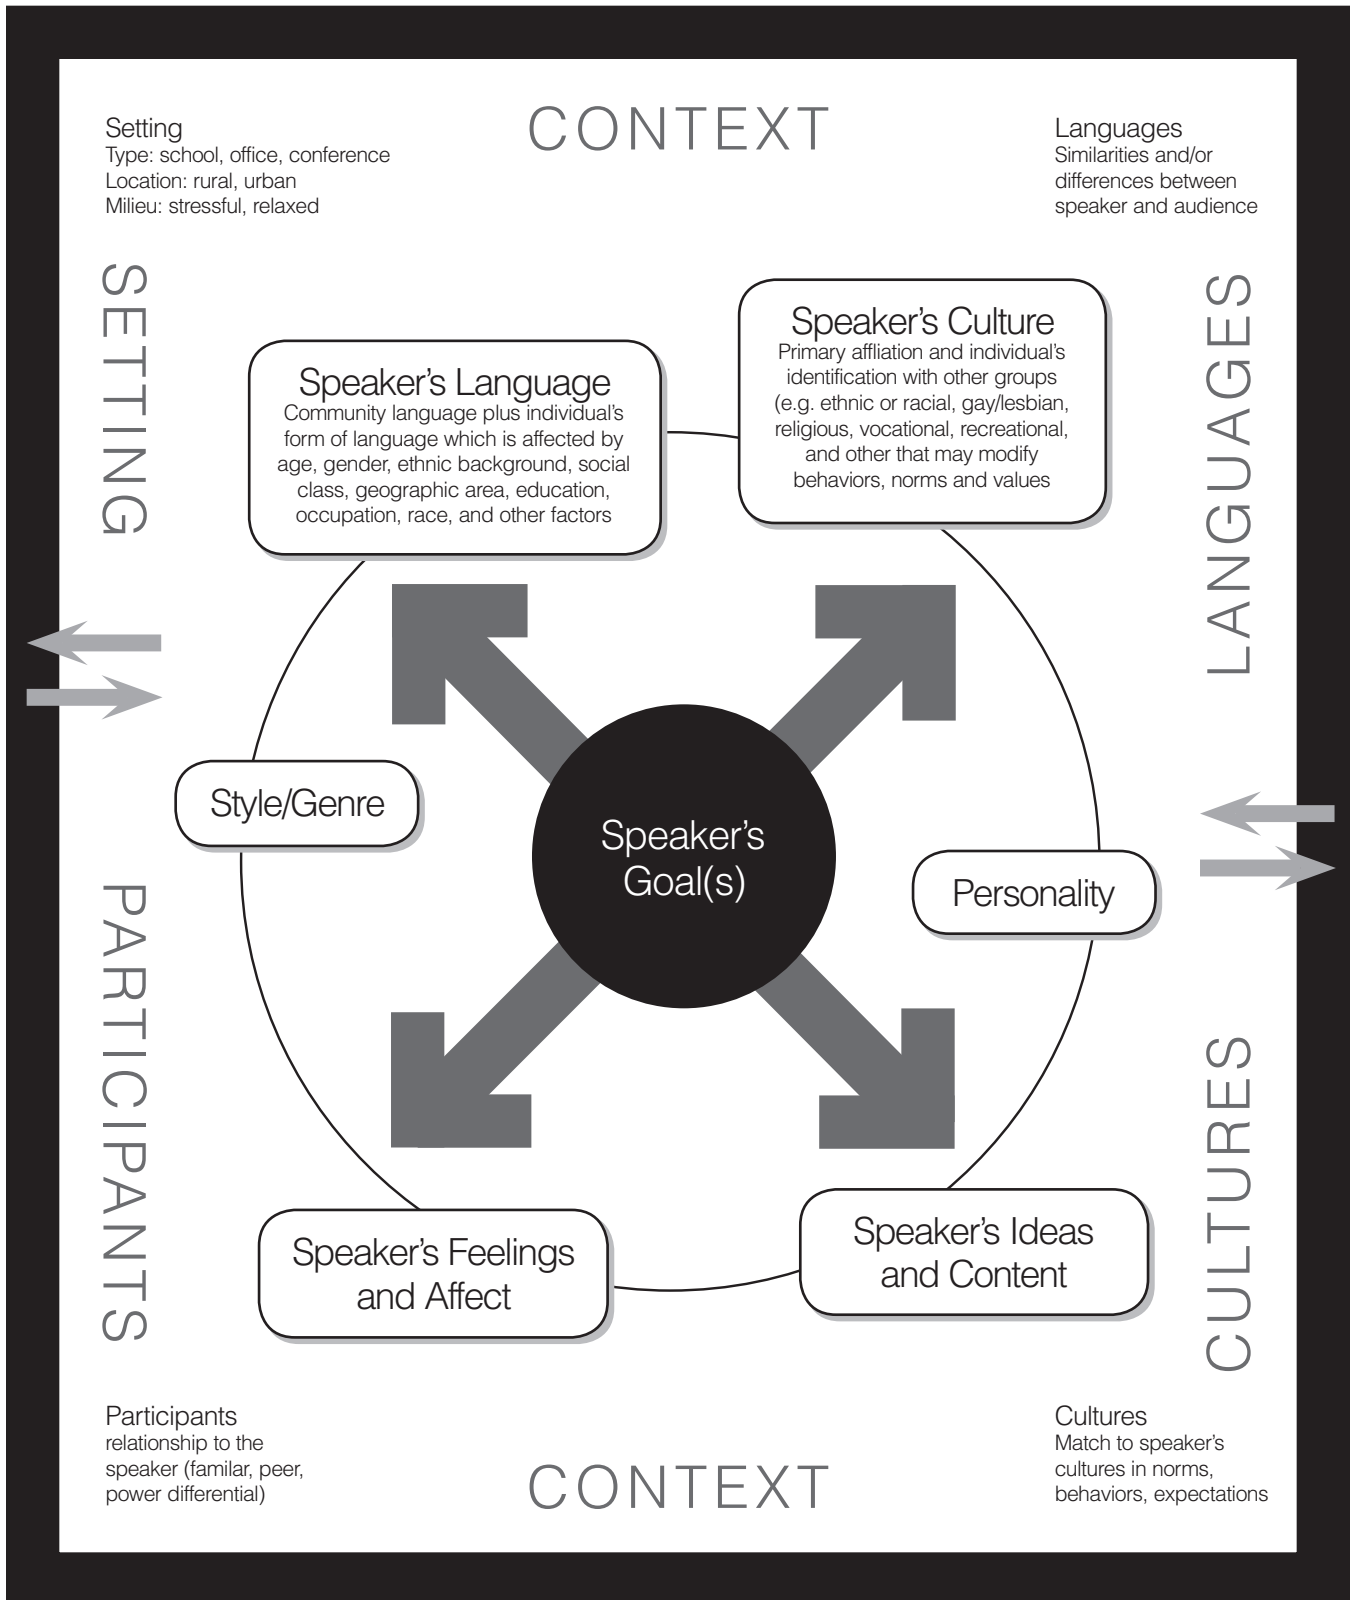 CONTEXT
Setting
Type: school, office, conference
Location: rural, urban
Milieu: stressful, relaxed
Languages
Similarities and/or
differences between
speaker and audience
SETTING
LANGUAGES
Speaker's Language
Community language plus individual's
form of language which is affected by
age, gender, ethnic background, social
class, geographic area, education,
occupation, race, and other factors
Speaker's Culture
Primary affliation and individual's
identification with other groups
(e.g. ethnic or racial, gay/lesbian,
religious, vocational, recreational,
and other that may modify
behaviors, norms and values
Style/Genre
Speaker's
Goal(s)
Personality
PARTICIPANTS
CULTURES
Speaker's Feelings
and Affect
Speaker's Ideas
and Content
Participants
relationship to the
speaker (familar, peer,
power differential)
CONTEXT
Cultures
Match to speaker's
cultures in norms,
behaviors, expectations